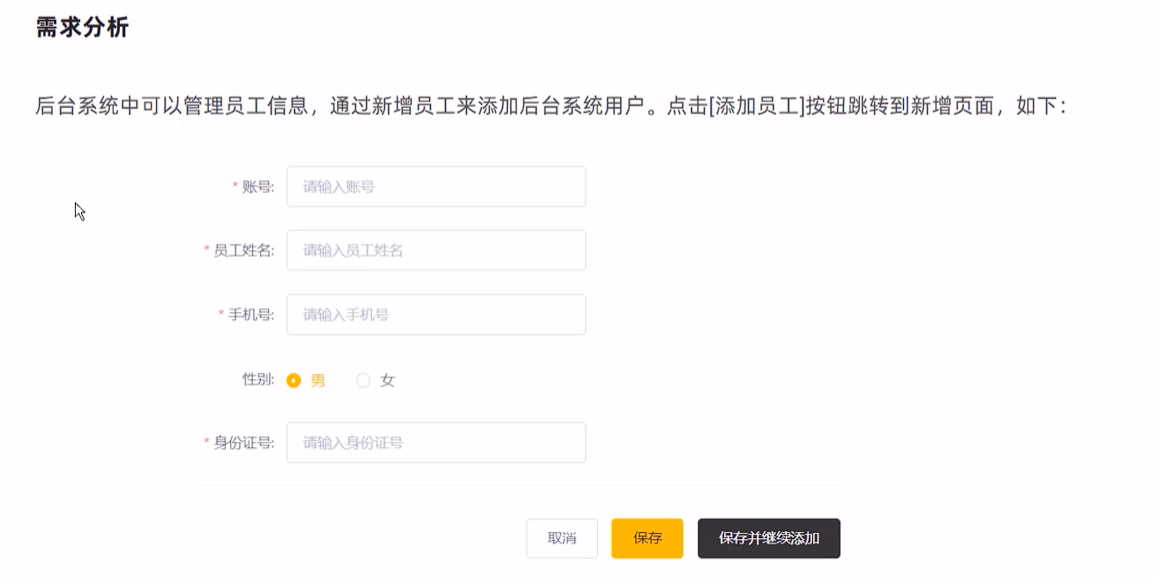 需求分析
后台系统中可以管理员工信息，通过新增员工来添加后台系统用户。点击[添加员工]按钮跳转到新增页面，如下：
* 账号: 请输入账号
* 员工姓名: 请输入员工姓名
* 手机号: 请输入手机号
性别: 男 女
* 身份证号: 请输入身份证号
取消 保存 保存并继续添加